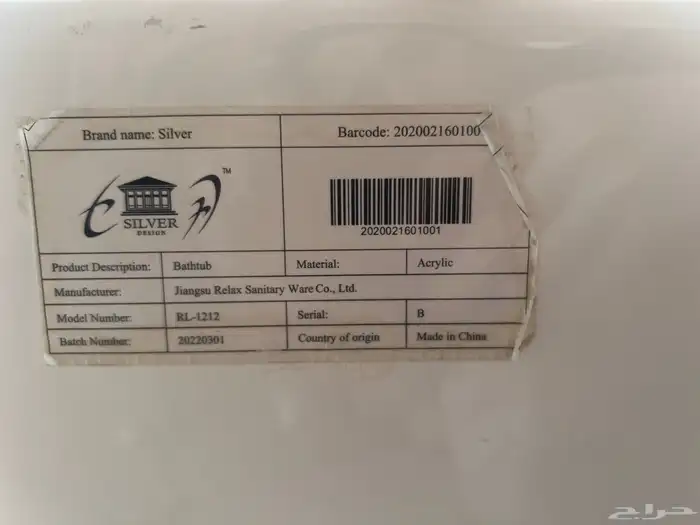 Brand name: Silver
Barcode: 202002160100
TM
SILVER
DESIGN
2020021601001
Product Description: Bathtub Material: Acrylic
Manufacturer: Jiangsu Relax Sanitary Ware Co., Ltd.
Model Number: RL-1212 Serial: B
Batch Number: 20220301 Country of origin Made in China
حراج